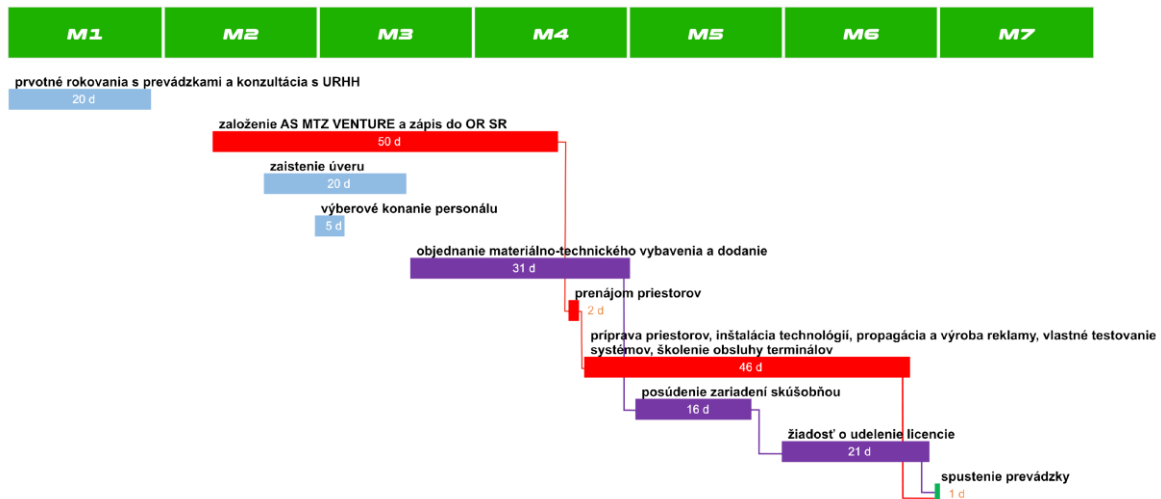 M1 M2 M3 M4 M5 M6 M7
prvotné rokovania s prevádzkami a konzultácia s URHH
20 d
založenie AS MTZ VENTURE a zápis do OR SR
50 d
zaistenie úveru
20 d
výberové konanie personálu
5 d
objednanie materiálno-technického vybavenia a dodanie
31 d
prenájom priestorov
2 d
príprava priestorov, inštalácia technológií, propagácia a výroba reklamy, vlastné testovanie
systémov, školenie obsluhy terminálov
46 d
posúdenie zariadení skúšobňou
16 d
žiadosť o udelenie licencie
21 d
spustenie prevádzky
1 d